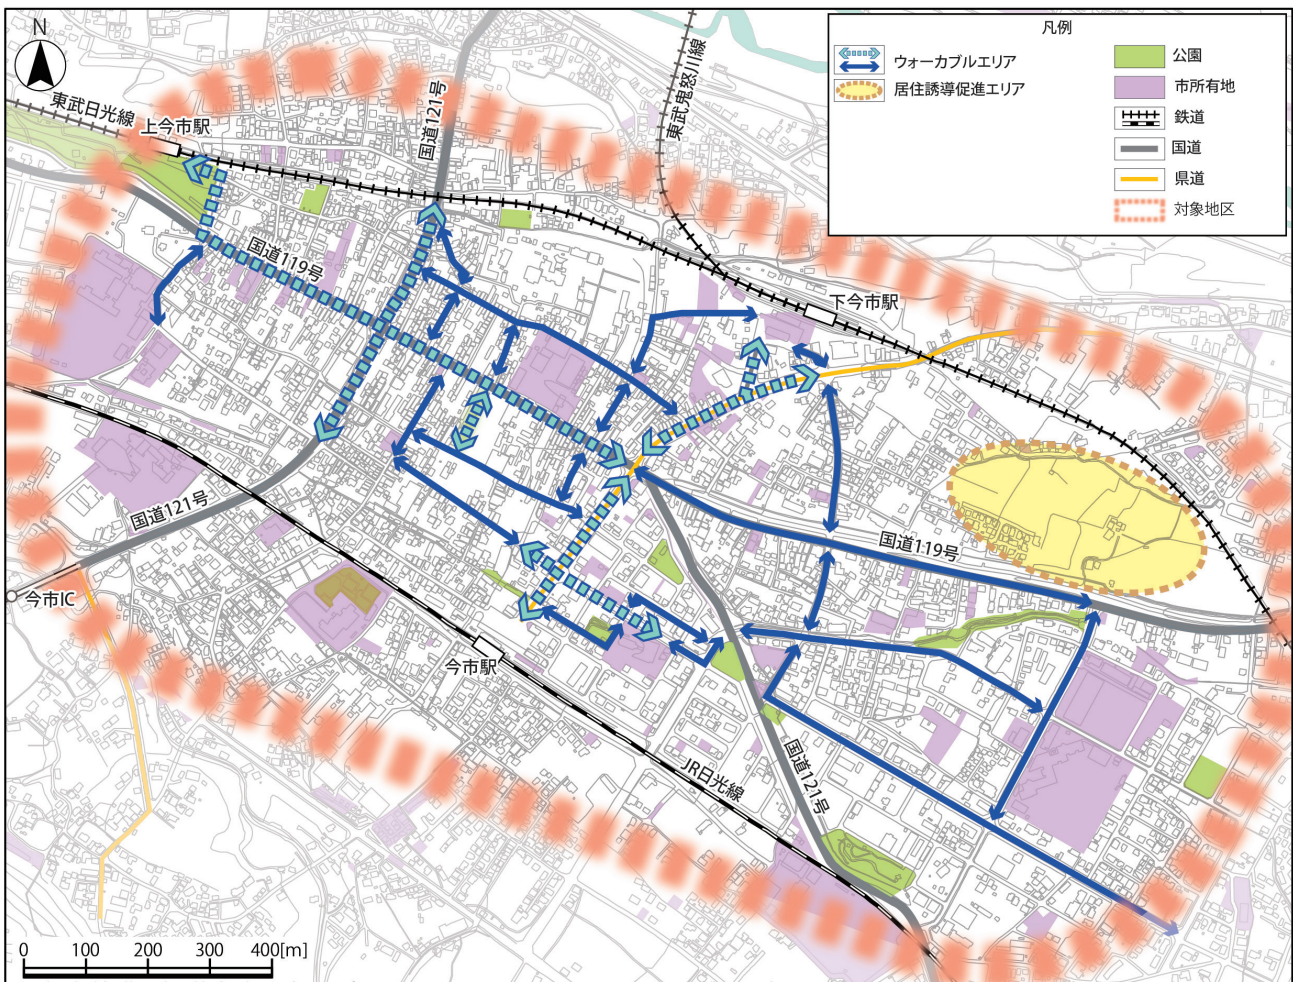 N
凡例
ウォーカブルエリア
居住誘導促進エリア
公園
市所有地
鉄道
国道
県道
対象地区
東武日光線
上今市駅
国道121号
東武鬼怒川線
国道119号
下今市駅
国道121号
国道119号
今市IC
今市駅
JR日光線
国道121号
0 100 200 300 400[m]